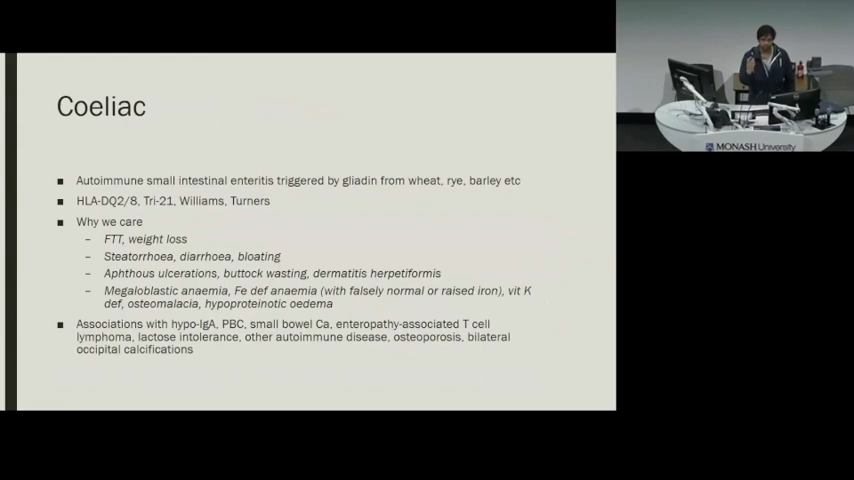 Coeliac
Autoimmune small intestinal enteritis triggered by gliadin from wheat, rye, barley etc
HLA-DQ2/8, Tri-21, Williams, Turners
Why we care
– FTT, weight loss
– Steatorrhoea, diarrhoea, bloating
– Aphthous ulcerations, buttock wasting, dermatitis herpetiformis
– Megaloblastic anaemia, Fe def anaemia (with falsely normal or raised iron), vit K
def, osteomalacia, hypoproteinotic oedema
Associations with hypo-IgA, PBC, small bowel Ca, enteropathy-associated T cell
lymphoma, lactose intolerance, other autoimmune disease, osteoporosis, bilateral
occipital calcifications
MONASH University